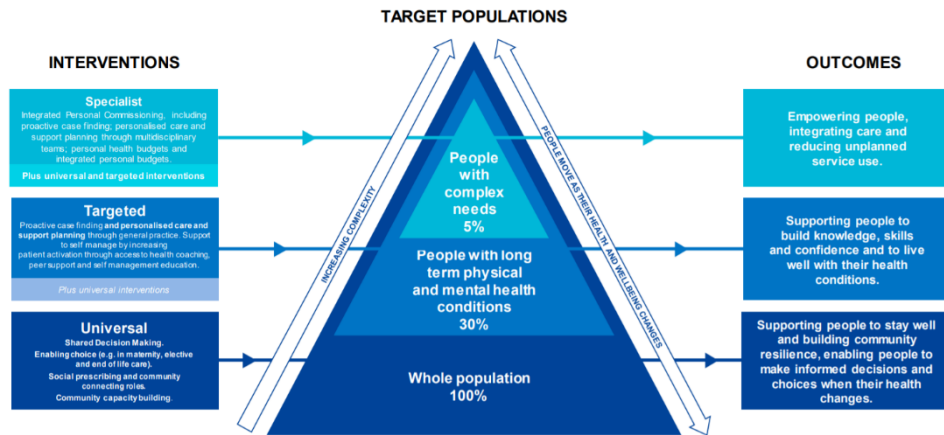 TARGET POPULATIONS
INTERVENTIONS
Specialist
Integrated Personal Commissioning, including
proactive case finding; personalised care and
support planning through multidisciplinary
teams; personal health budgets and
integrated personal budgets.
Plus universal and targeted interventions
Targeted
Proactive case finding and personalised care and
support planning through general practice. Support
to self manage by increasing
patient activation through access to health coaching,
peer support and self management education.
Plus universal interventions
Universal
Shared Decision Making.
Enabling choice (e.g. in maternity, elective
and end of life care).
Social prescribing and community
connecting roles.
Community capacity building.
INCREASING COMPLEXITY
People
with
complex
needs
5%
People with long
term physical
and mental health
conditions
30%
Whole population
100%
PEOPLE MOVE AS THEIR HEALTH AND WELLBEING CHANGES
OUTCOMES
Empowering people,
integrating care and
reducing unplanned
service use.
Supporting people to
build knowledge, skills
and confidence and to live
well with their health
conditions.
Supporting people to stay well
and building community
resilience, enabling people to
make informed decisions and
choices when their health
changes.